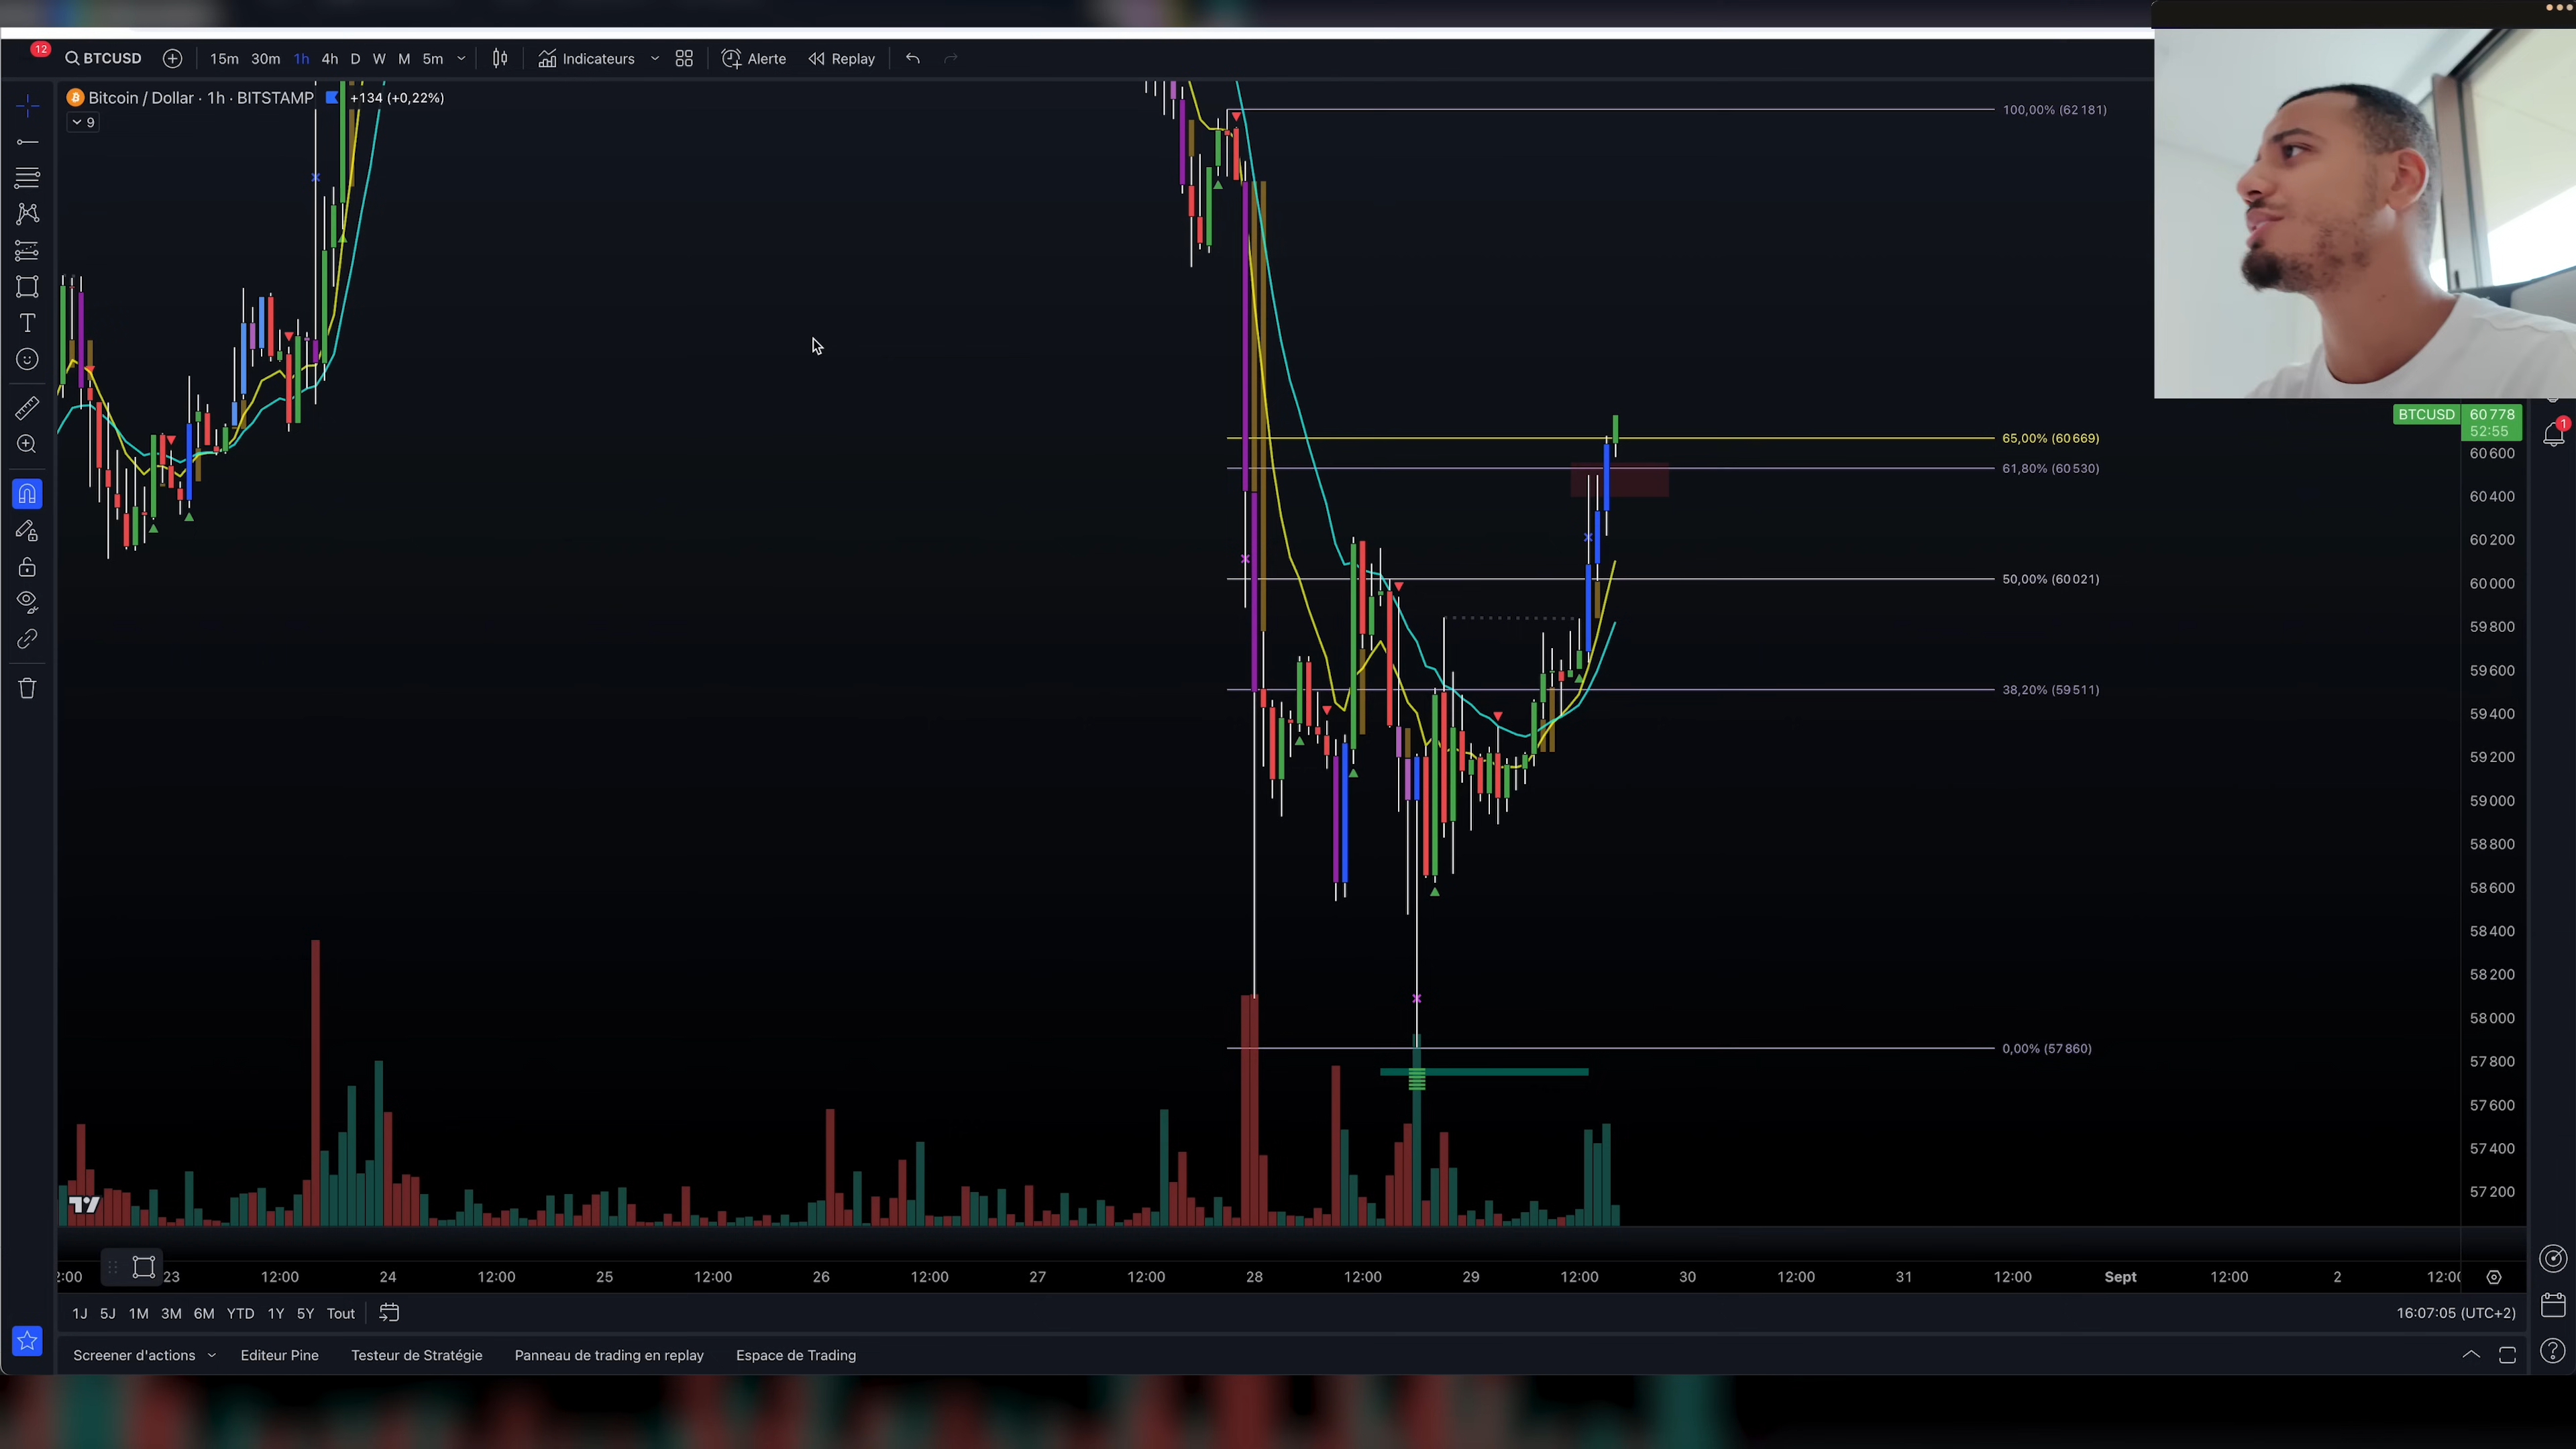 12
BTCUSD
15m 30m 1h 4h D W M 5m
Indicateurs
Alerte
Replay
Bitcoin / Dollar · 1h · BITSTAMP
+134 (+0,22%)
9
100,00% (62 181)
65,00% (60 669)
61,80% (60 530)
50,00% (60 021)
38,20% (59 511)
0,00% (57 860)
BTCUSD 60 778
52:55
1
60 600
60 400
60 200
60 000
59 800
59 600
59 400
59 200
59 000
58 800
58 600
58 400
58 200
58 000
57 800
57 600
57 400
57 200
2:00 23 12:00 24 12:00 25 12:00 26 12:00 27 12:00 28 12:00 29 12:00 30 12:00 31 12:00 Sept 12:00 2 12:00
1J 5J 1M 3M 6M YTD 1Y 5Y Tout
16:07:05 (UTC+2)
Screener d'actions Editeur Pine Testeur de Stratégie Panneau de trading en replay Espace de Trading